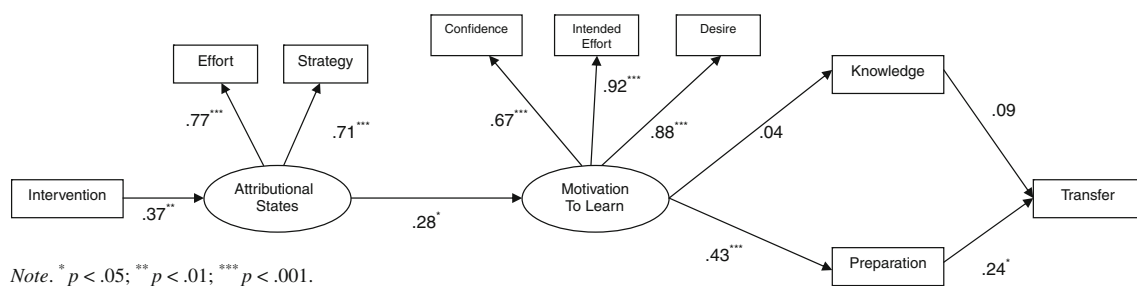 Confidence
Intended
Effort
Desire
Effort
Strategy
Knowledge
.92***
.77***
.71***
.67***
.88***
.04
.09
Intervention
Attributional
States
Motivation
To Learn
Transfer
.37**
.28*
.43***
Preparation
.24*
Note. * p < .05; ** p < .01; *** p < .001.